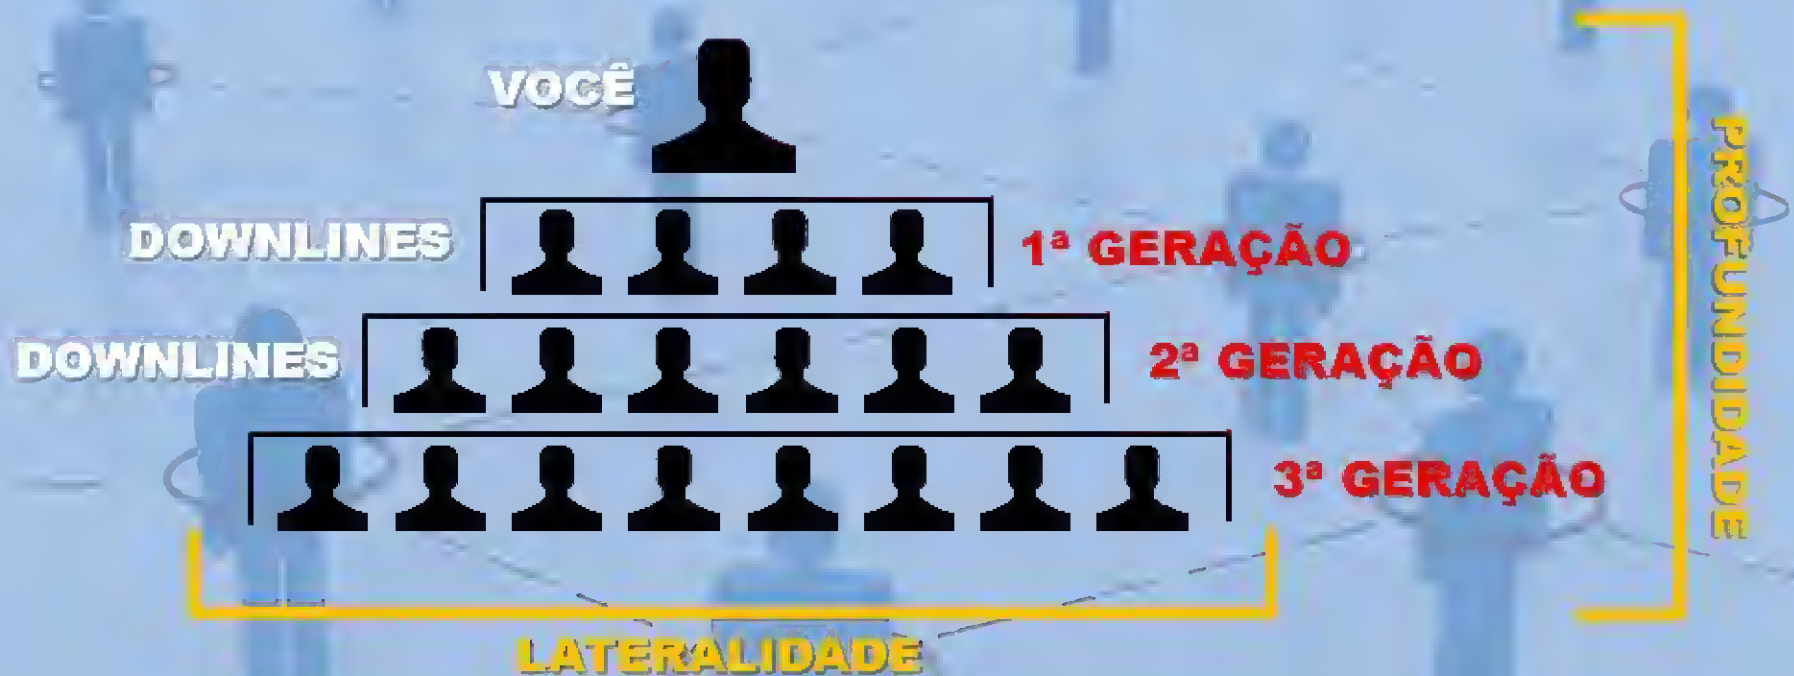 VOCÊ
DOWNLINES
1ª GERAÇÃO
DOWNLINES
2ª GERAÇÃO
3ª GERAÇÃO
PROFUNDIDADE
LATERALIDADE